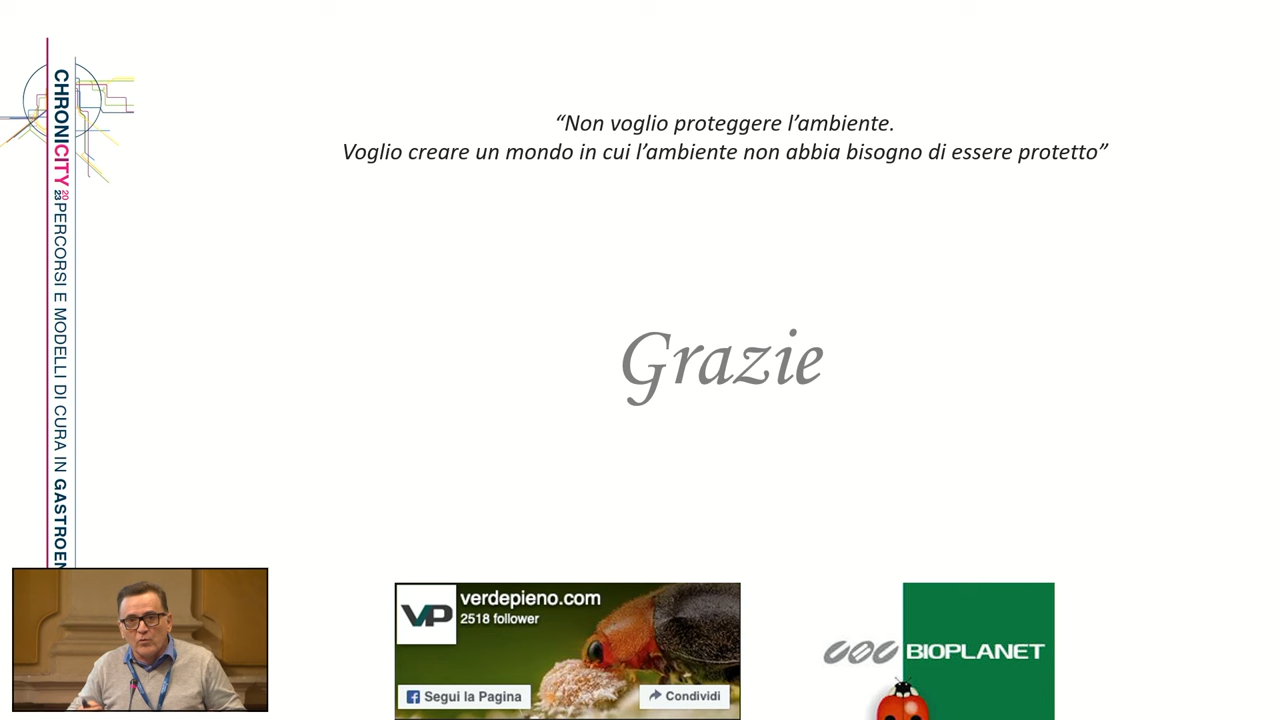 CHRONICITY 2023 PERCORSI E MODELLI DI CURA IN GASTROEN
“Non voglio proteggere l’ambiente.
Voglio creare un mondo in cui l’ambiente non abbia bisogno di essere protetto”
Grazie
VP
verdepieno.com
2518 follower
Segui la Pagina
Condividi
BIOPLANET